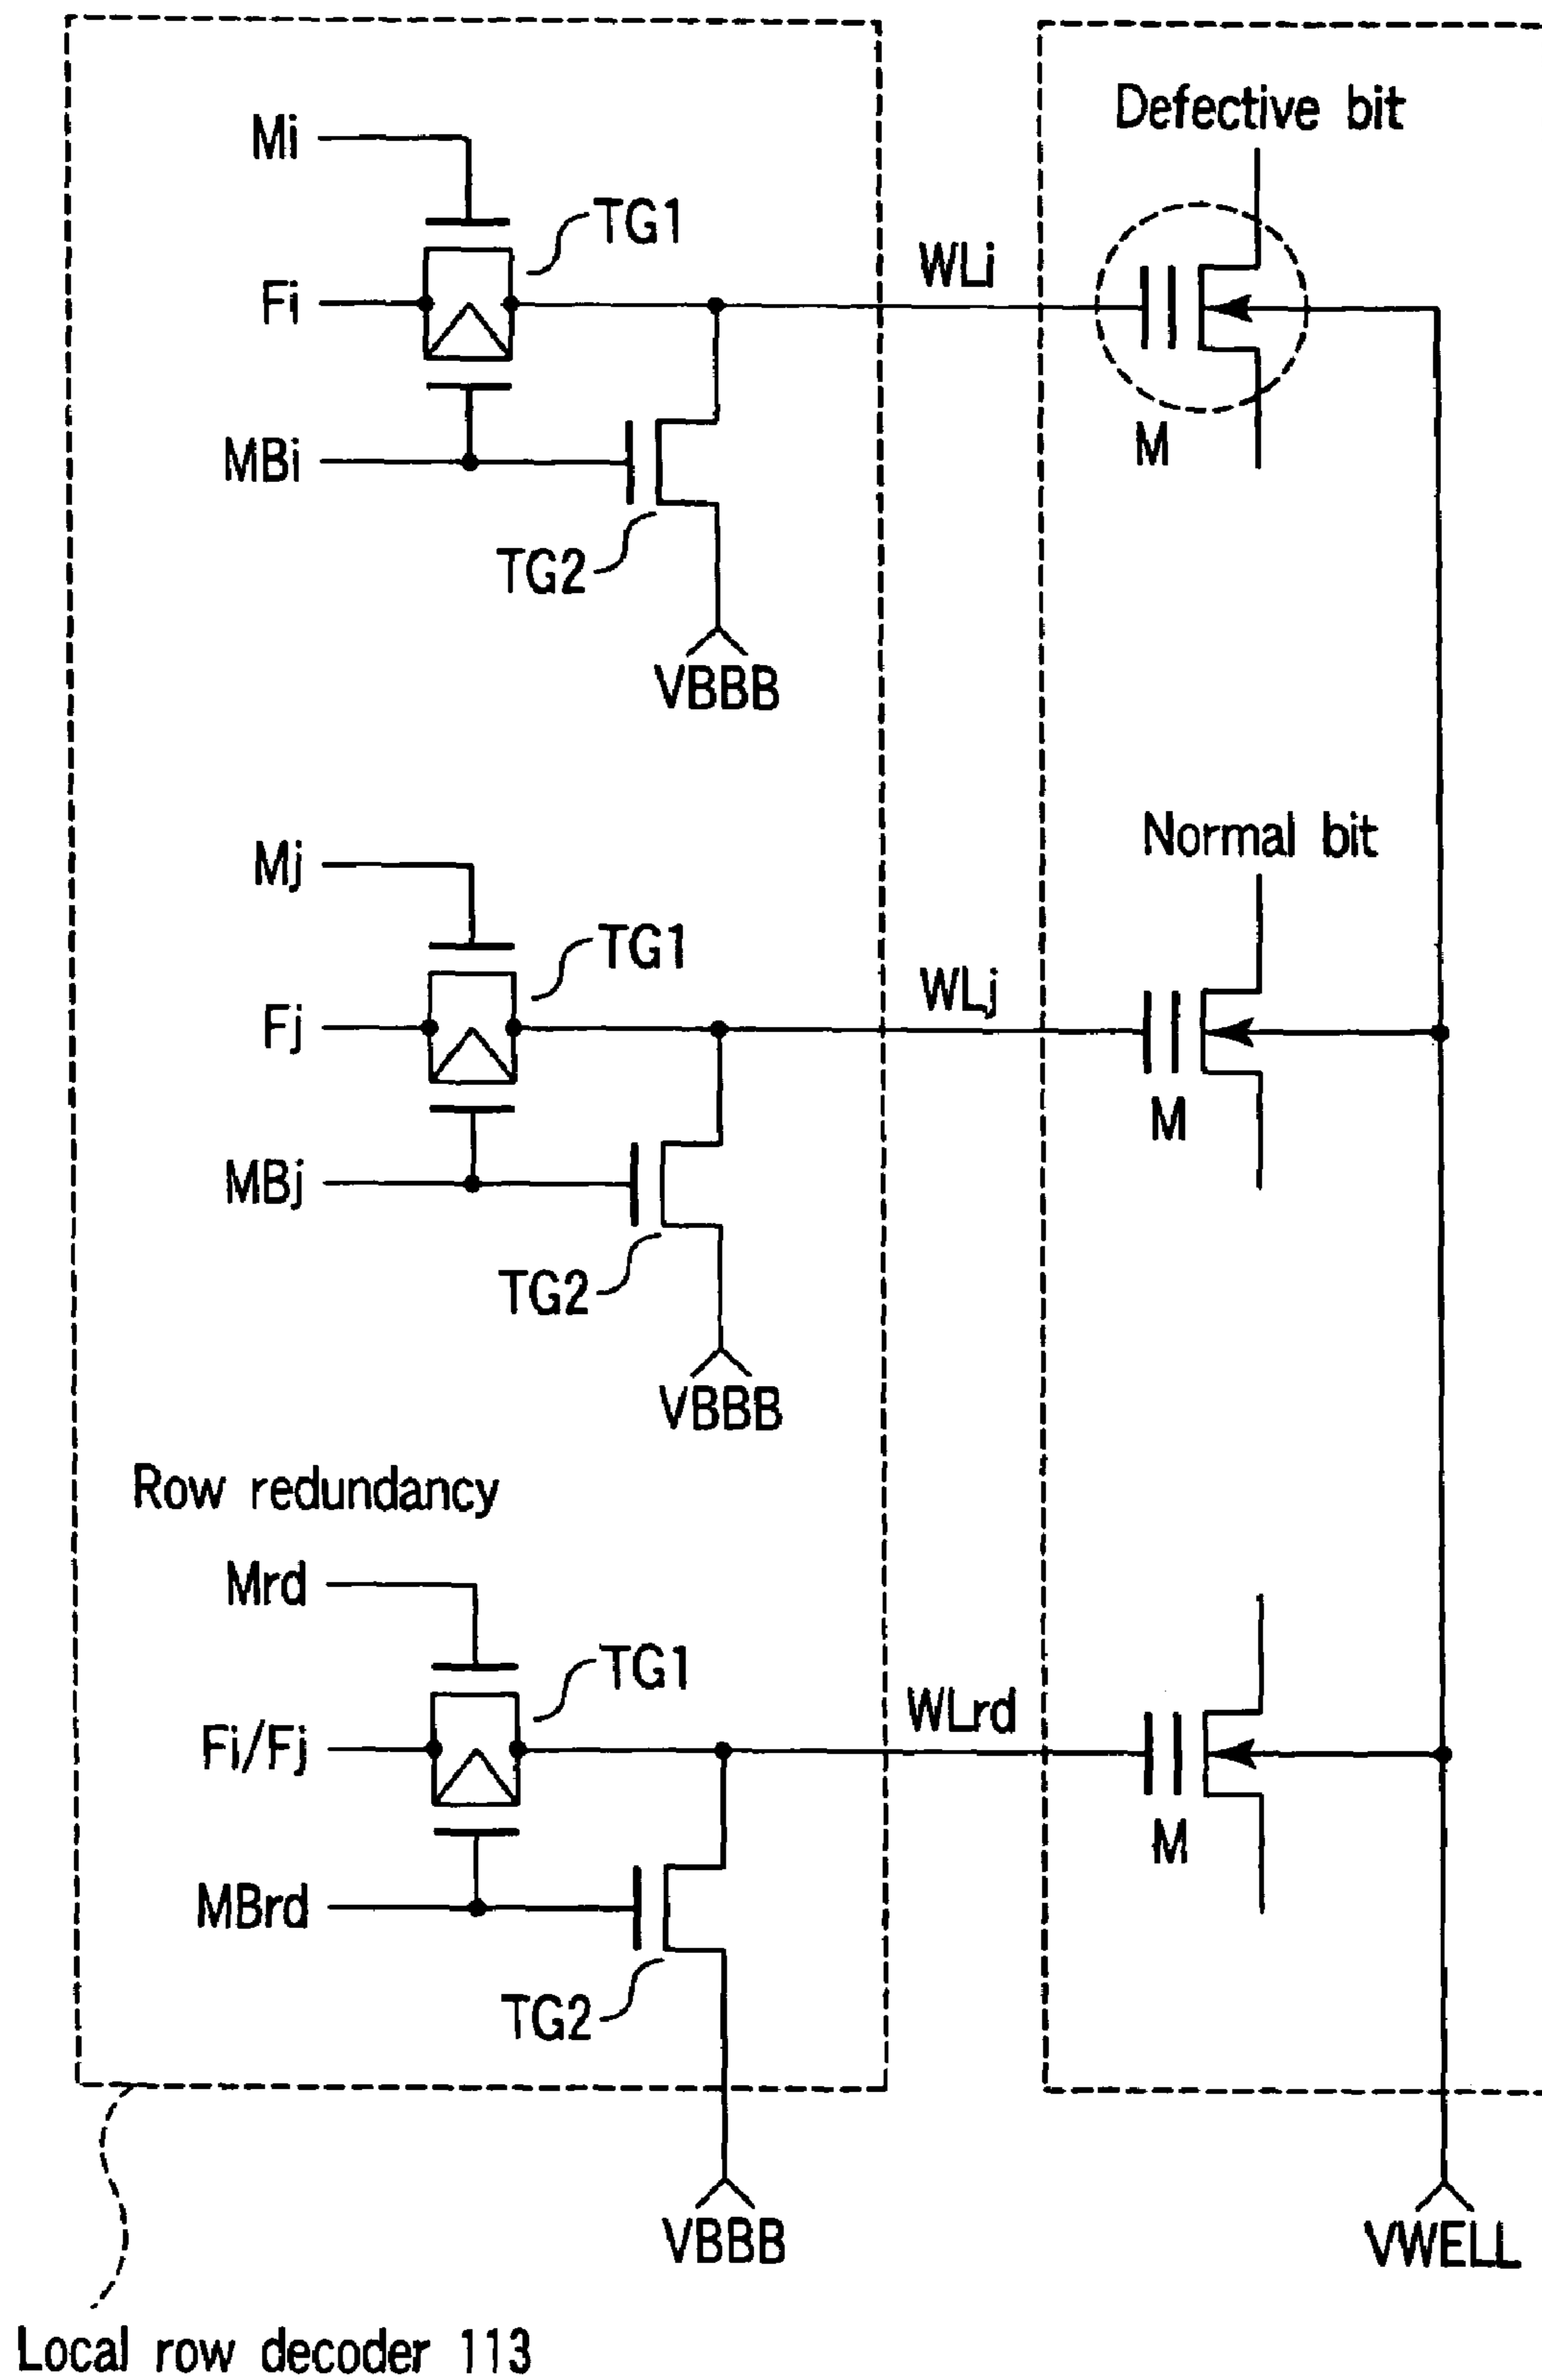 Defective bit
Mi
TG1
Fi
WLi
MBi
M
TG2
VBBB
Normal bit
Mj
TG1
Fj
WLj
MBj
M
TG2
VBBB
Row redundancy
Mrd
TG1
Fi/Fj
WLrd
MBrd
M
TG2
VBBB
VWELL
Local row decoder 113